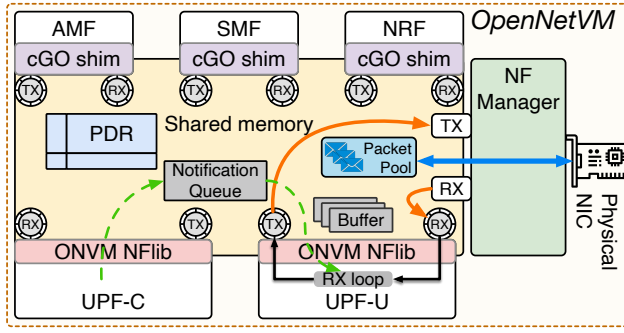 OpenNetVM
AMF
SMF
NRF
cGO shim
cGO shim
cGO shim
TX
RX
TX
RX
TX
RX
NF
Manager
PDR
Shared memory
TX
Packet
Pool
Notification
Queue
RX
Buffer
RX
TX
TX
RX
Physical
NIC
ONVM NFlib
ONVM NFlib
RX loop
UPF-C
UPF-U